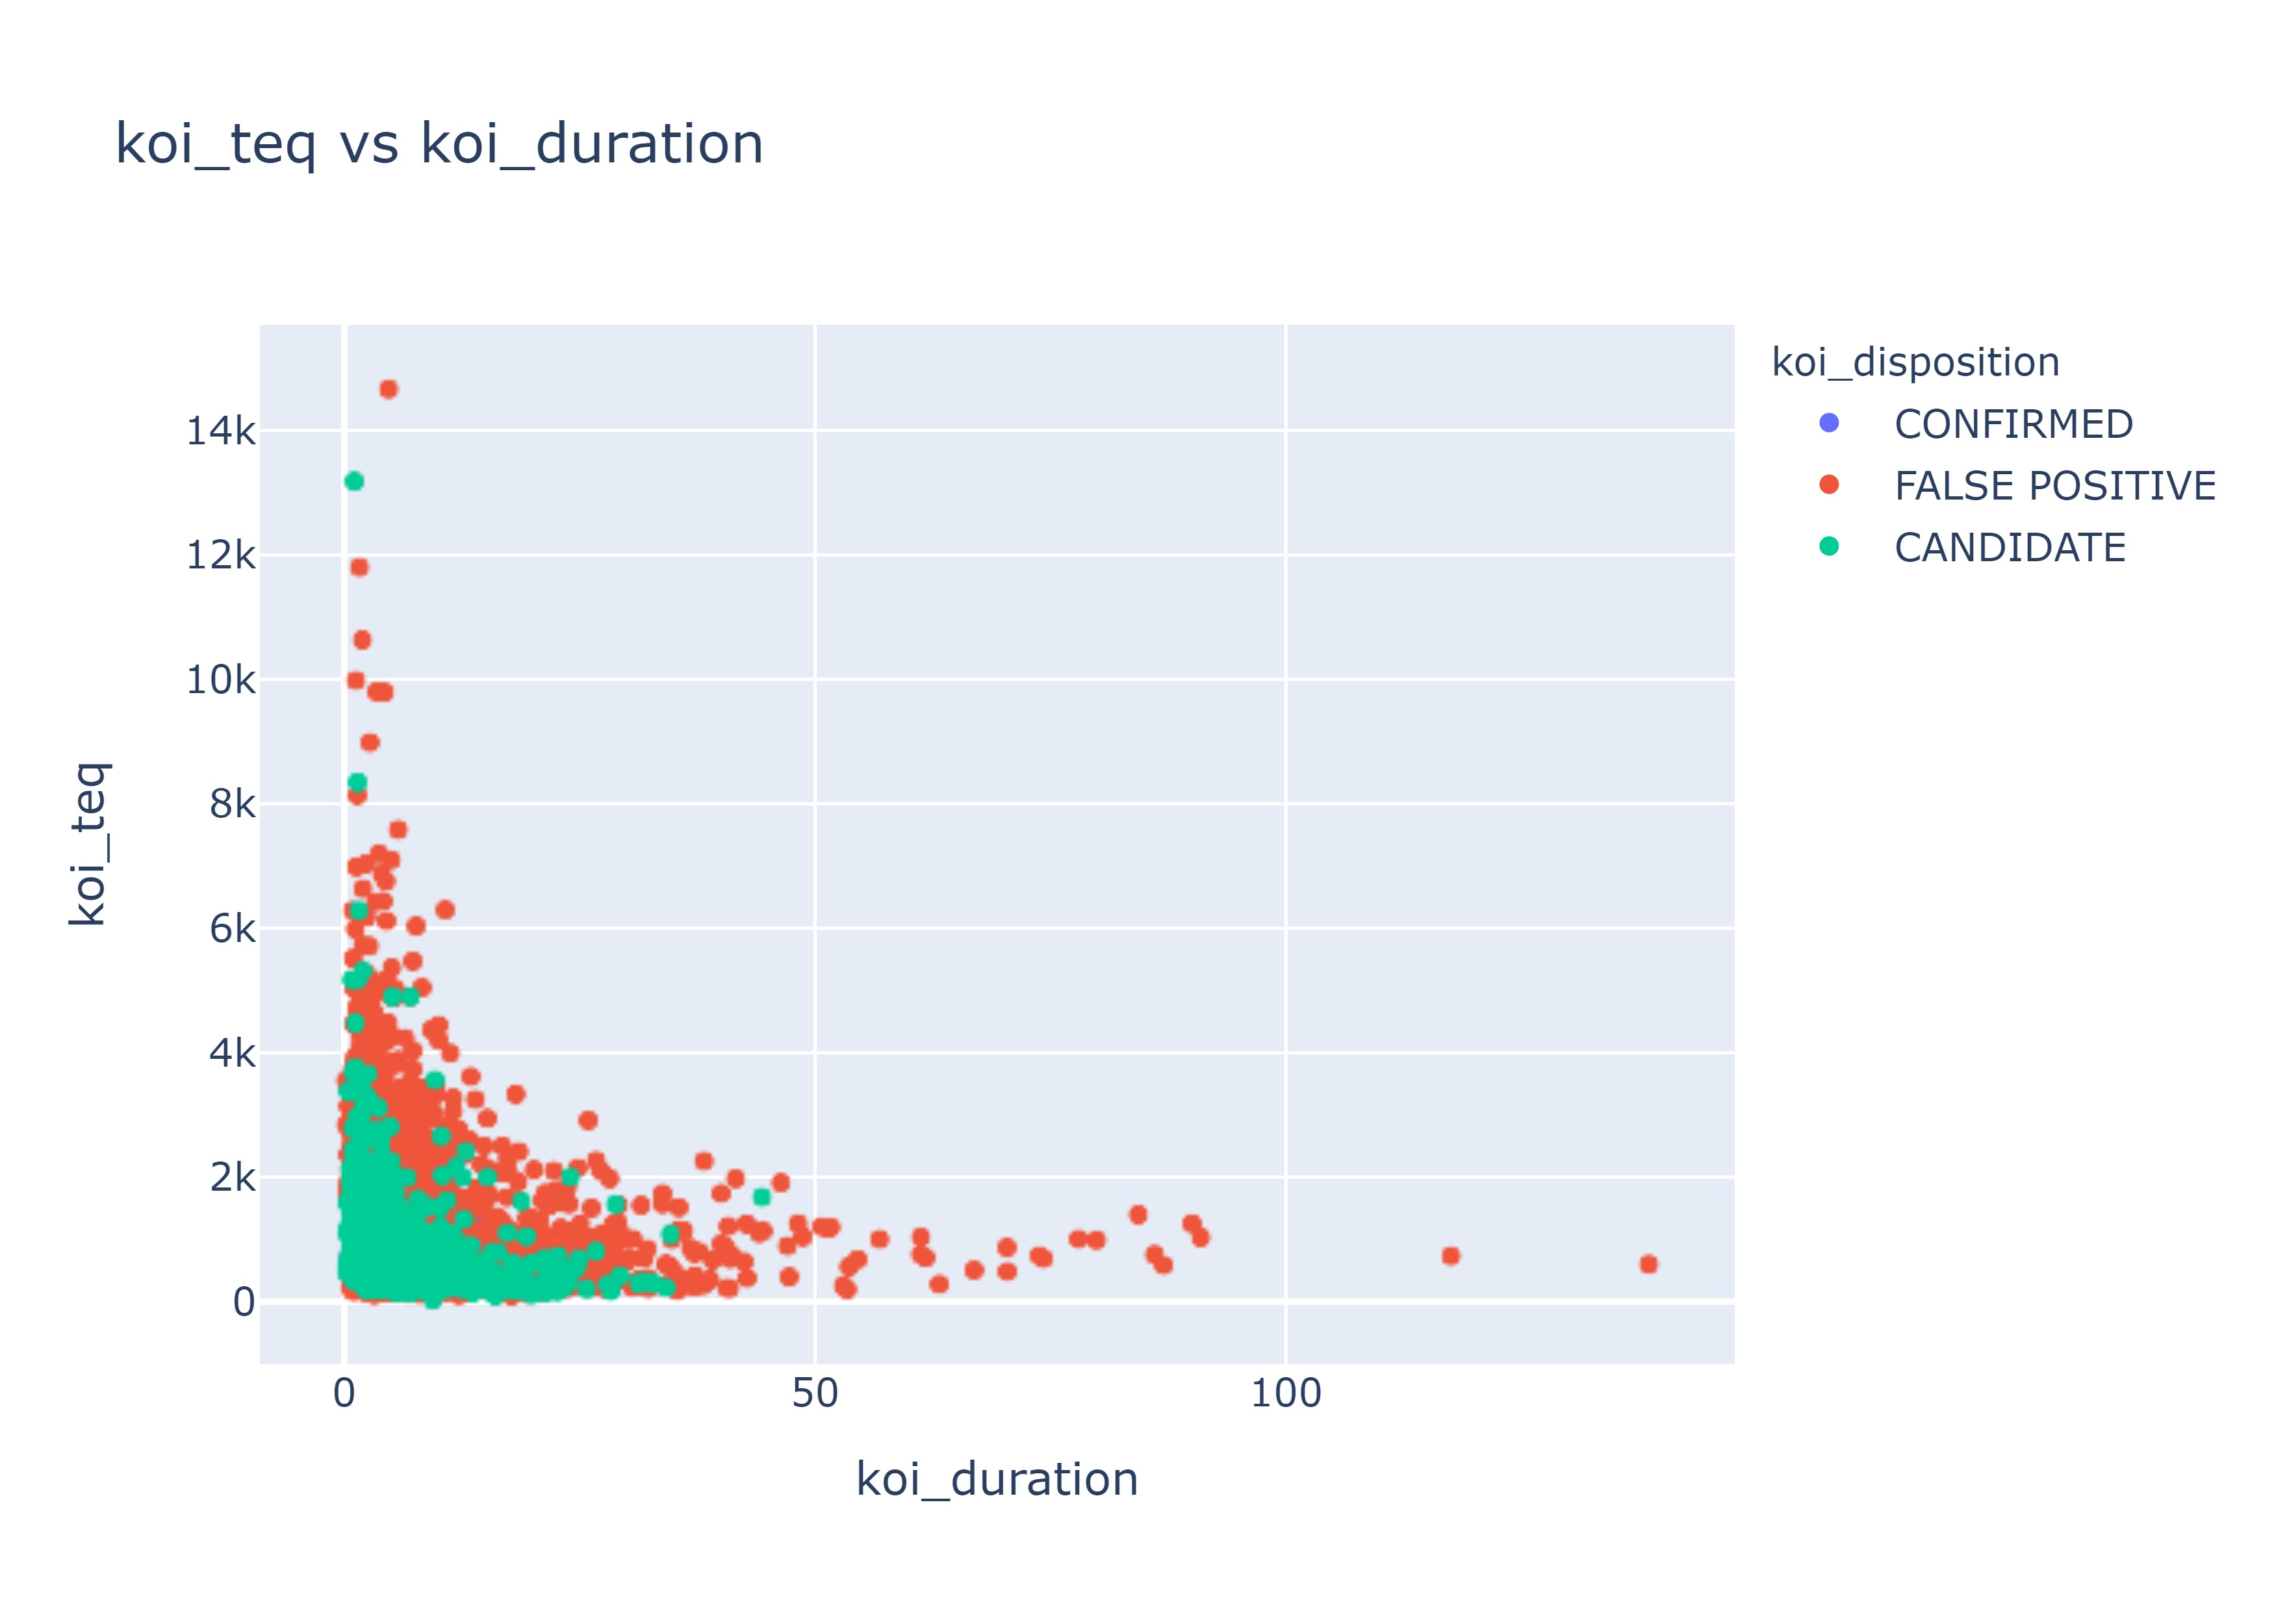 koi_teq vs koi_duration
koi_disposition
CONFIRMED
FALSE POSITIVE
CANDIDATE
14k
12k
10k
8k
6k
4k
2k
0
koi_teq
0 50 100
koi_duration